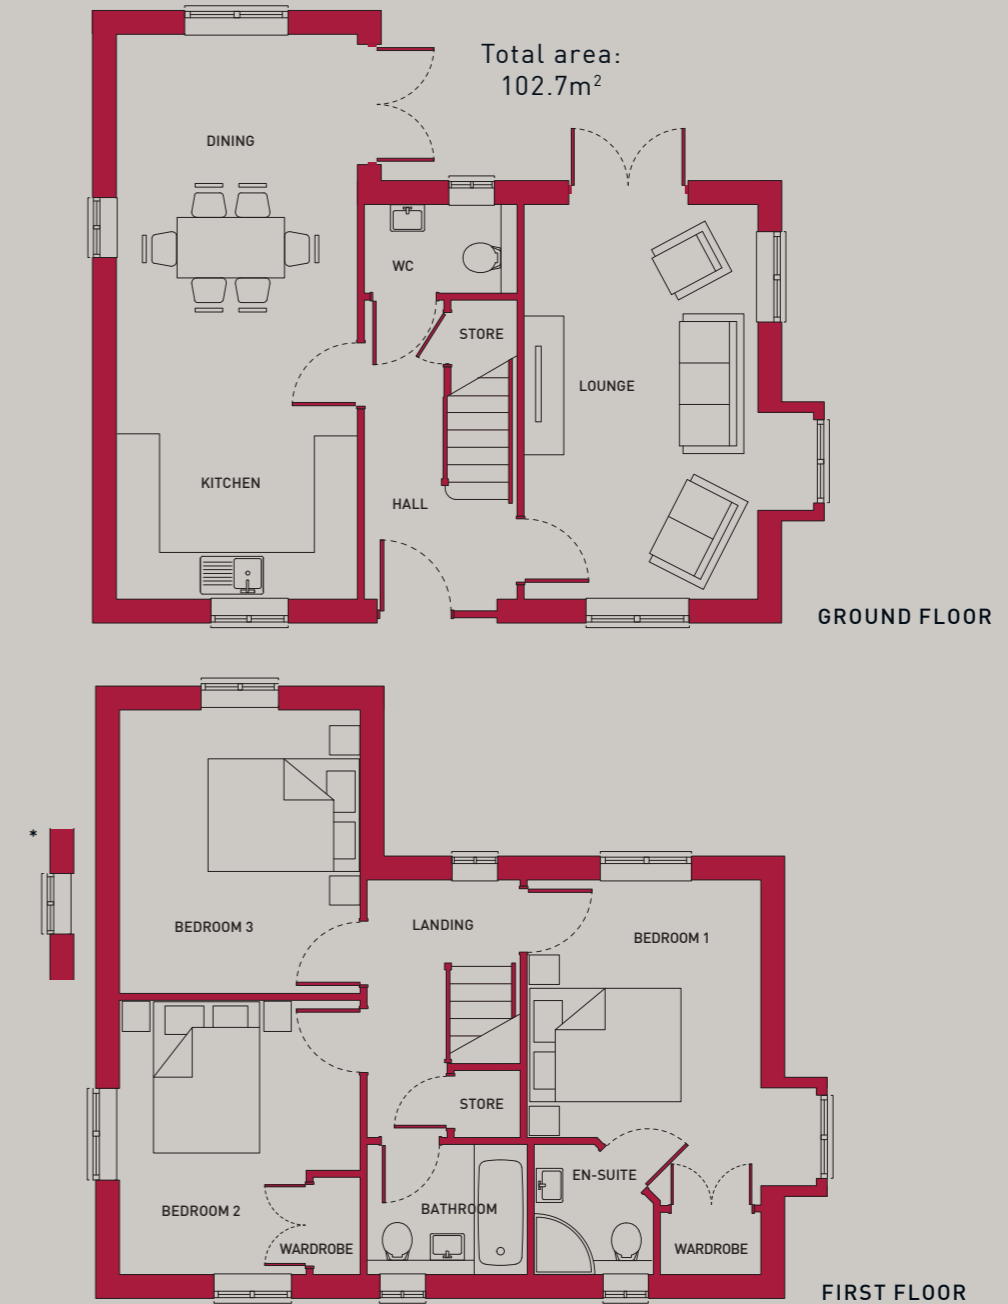 Total area:
102.7m²
DINING
WC
STORE
LOUNGE
KITCHEN
HALL
GROUND FLOOR
*
BEDROOM 3
LANDING
BEDROOM 1
STORE
EN-SUITE
BEDROOM 2
BATHROOM
WARDROBE
WARDROBE
FIRST FLOOR